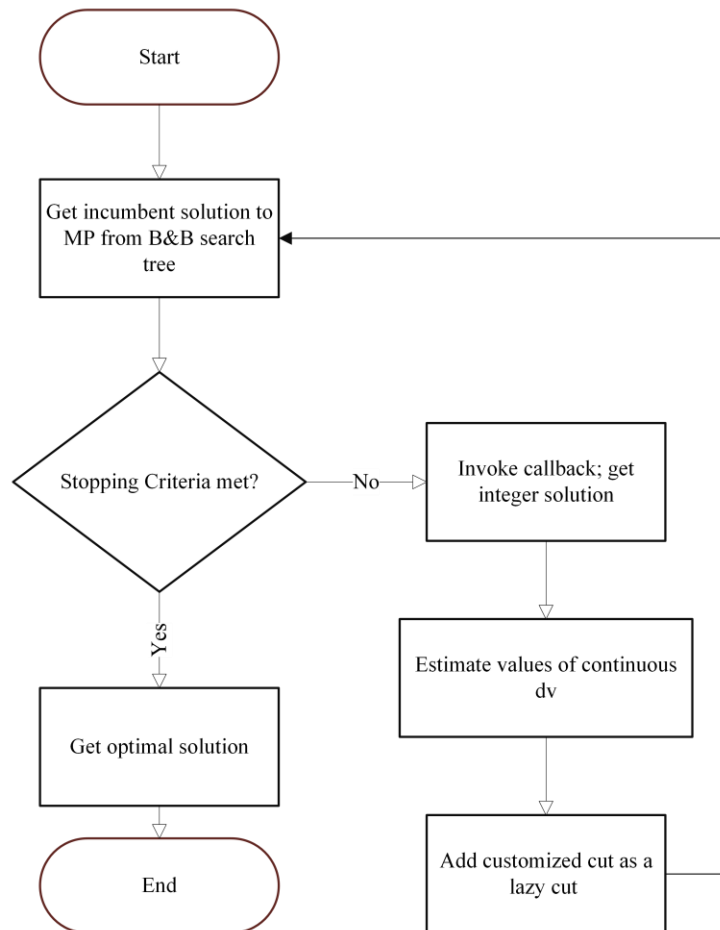 Start
Get incumbent solution to
MP from B&B search
tree
Stopping Criteria met?
No
Invoke callback; get
integer solution
Yes
Estimate values of continuous
dv
Get optimal solution
Add customized cut as a
lazy cut
End